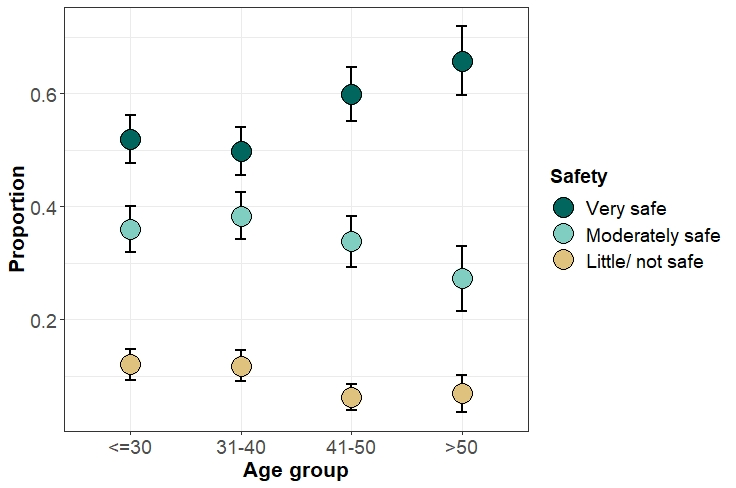 Proportion
0.6
0.4
0.2
<=30 31-40 41-50 >50
Age group
Safety
Very safe
Moderately safe
Little/ not safe